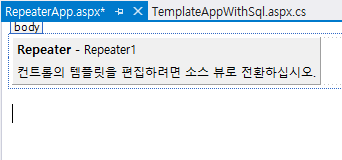 RepeaterApp.aspx* TemplateAppWithSql.aspx.cs
body
Repeater - Repeater1
컨트롤의 템플릿을 편집하려면 소스 뷰로 전환하십시오.